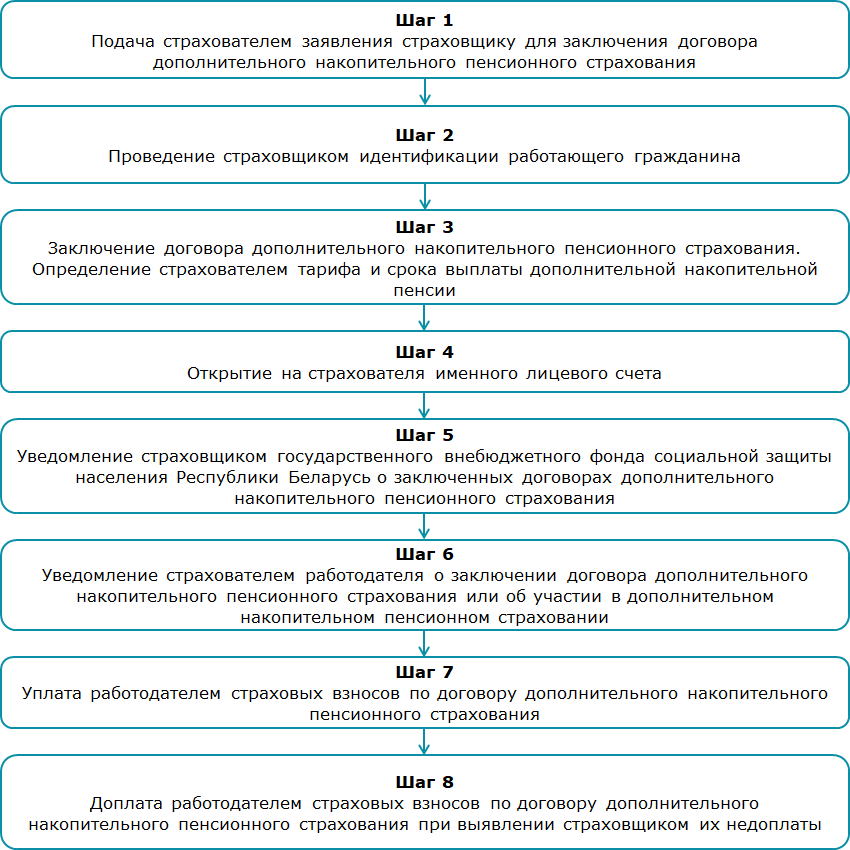 Шаг 1
Подача страхователем заявления страховщику для заключения договора
дополнительного накопительного пенсионного страхования
Шаг 2
Проведение страховщиком идентификации работающего гражданина
Шаг 3
Заключение договора дополнительного накопительного пенсионного страхования.
Определение страхователем тарифа и срока выплаты дополнительной накопительной
пенсии
Шаг 4
Открытие на страхователя именного лицевого счета
Шаг 5
Уведомление страховщиком государственного внебюджетного фонда социальной защиты
населения Республики Беларусь о заключенных договорах дополнительного
накопительного пенсионного страхования
Шаг 6
Уведомление страхователем работодателя о заключении договора дополнительного
накопительного пенсионного страхования или об участии в дополнительном
накопительном пенсионном страховании
Шаг 7
Уплата работодателем страховых взносов по договору дополнительного накопительного
пенсионного страхования
Шаг 8
Доплата работодателем страховых взносов по договору дополнительного
накопительного пенсионного страхования при выявлении страховщиком их недоплаты